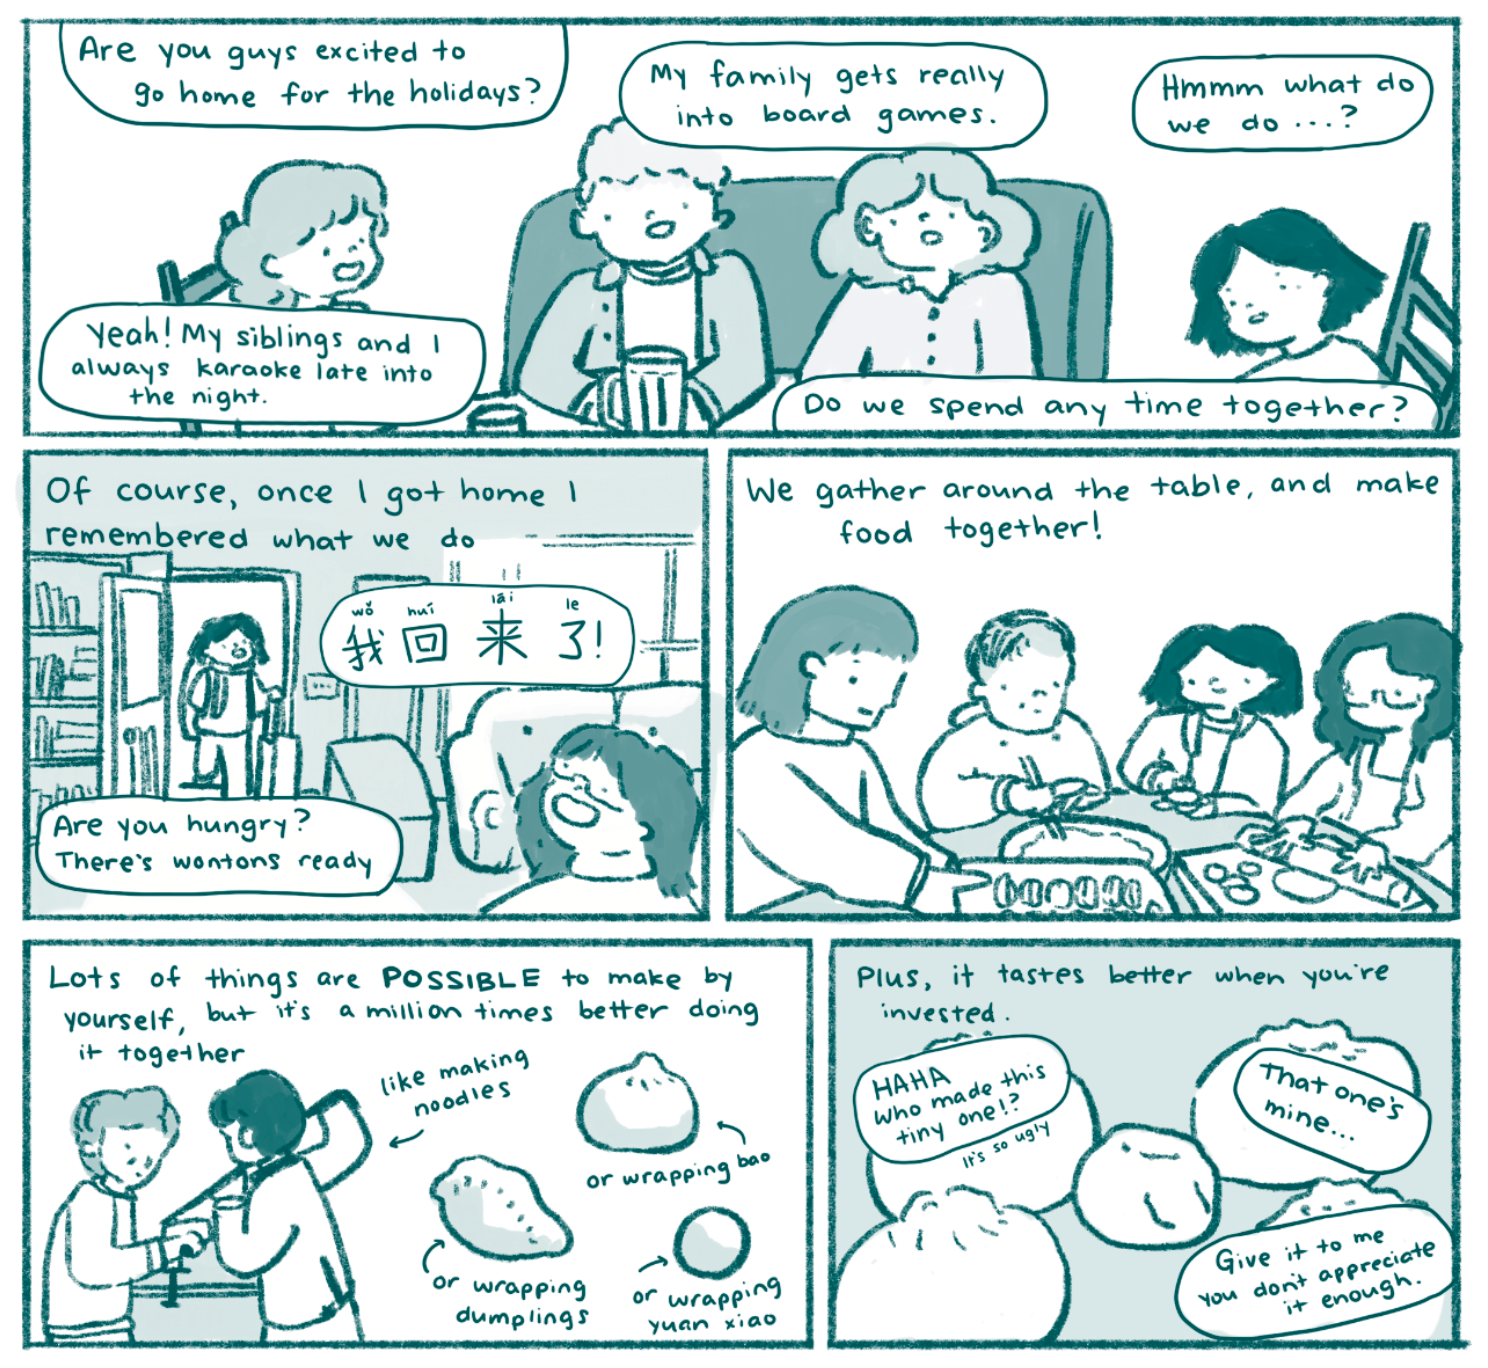 Are you guys excited to
go home for the holidays?
My family gets really
into board games.
Hmmm what do
we do ...?
Yeah! My siblings and I
always karaoke late into
the night.
Do we spend any time together?
Of course, once I got home I
remembered what we do
wǒ huí lāi le
我回来了!
Are you hungry?
There's wontons ready
We gather around the table, and make
food together!
Lots of things are POSSIBLE to make by
yourself, but it's a million times better doing
it together
like making
noodles
or wrapping bao
or wrapping
dumplings
or wrapping
yuan xiao
Plus, it tastes better when you're
invested.
HAHA
who made this
tiny one!?
It's so ugly
That one's
mine...
Give it to me
you don't appreciate
it enough.